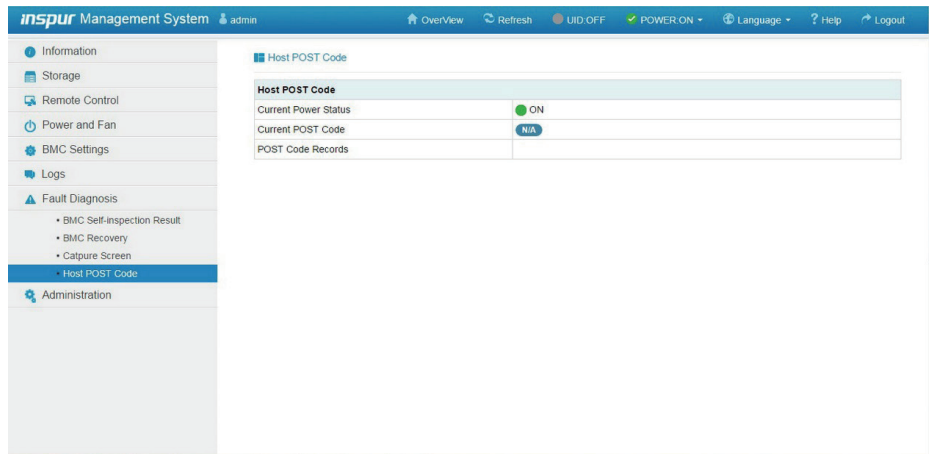 inspur Management System admin OverView Refresh UID:OFF POWER:ON Language ? Help Logout
Information
Storage
Remote Control
Power and Fan
BMC Settings
Logs
Fault Diagnosis
• BMC Self-inspection Result
• BMC Recovery
• Catpure Screen
• Host POST Code
Administration
Host POST Code
Host POST Code
Current Power Status ON
Current POST Code N/A
POST Code Records